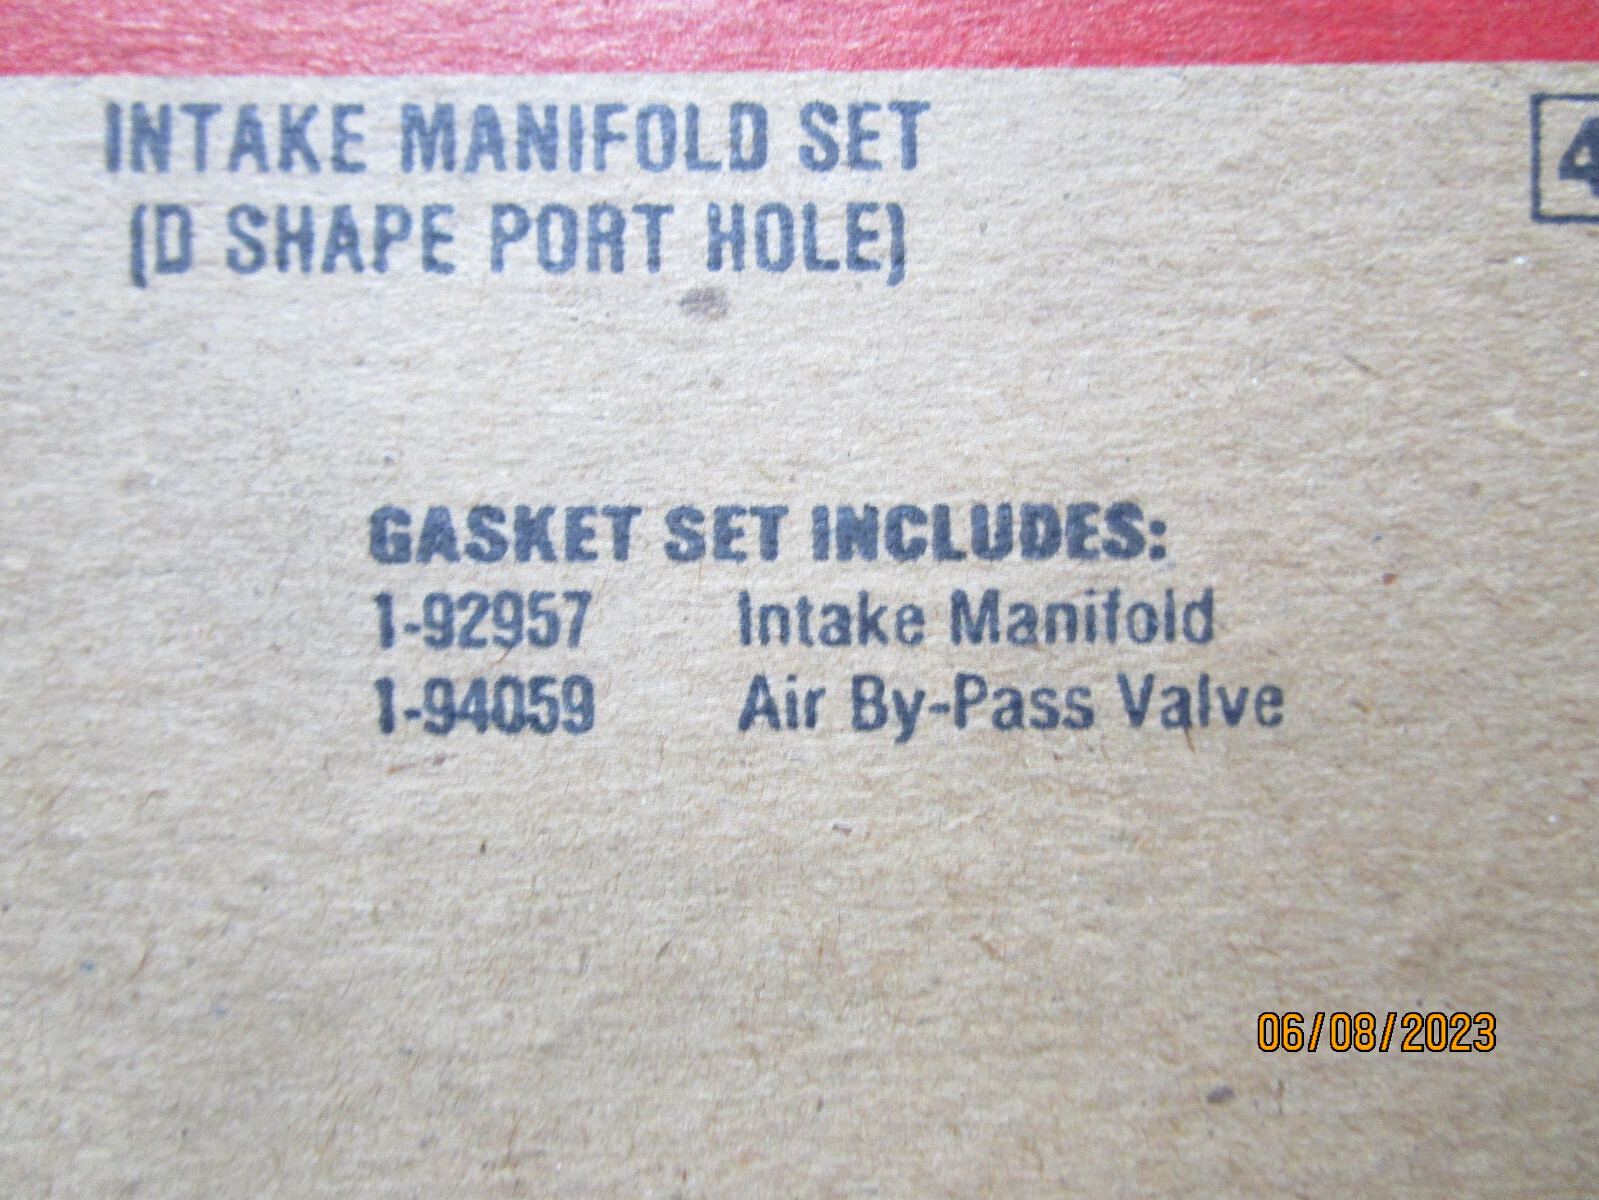 INTAKE MANIFOLD SET
(D SHAPE PORT HOLE)
4
GASKET SET INCLUDES:
1-92957 Intake Manifold
1-94059 Air By-Pass Valve
06/08/2023